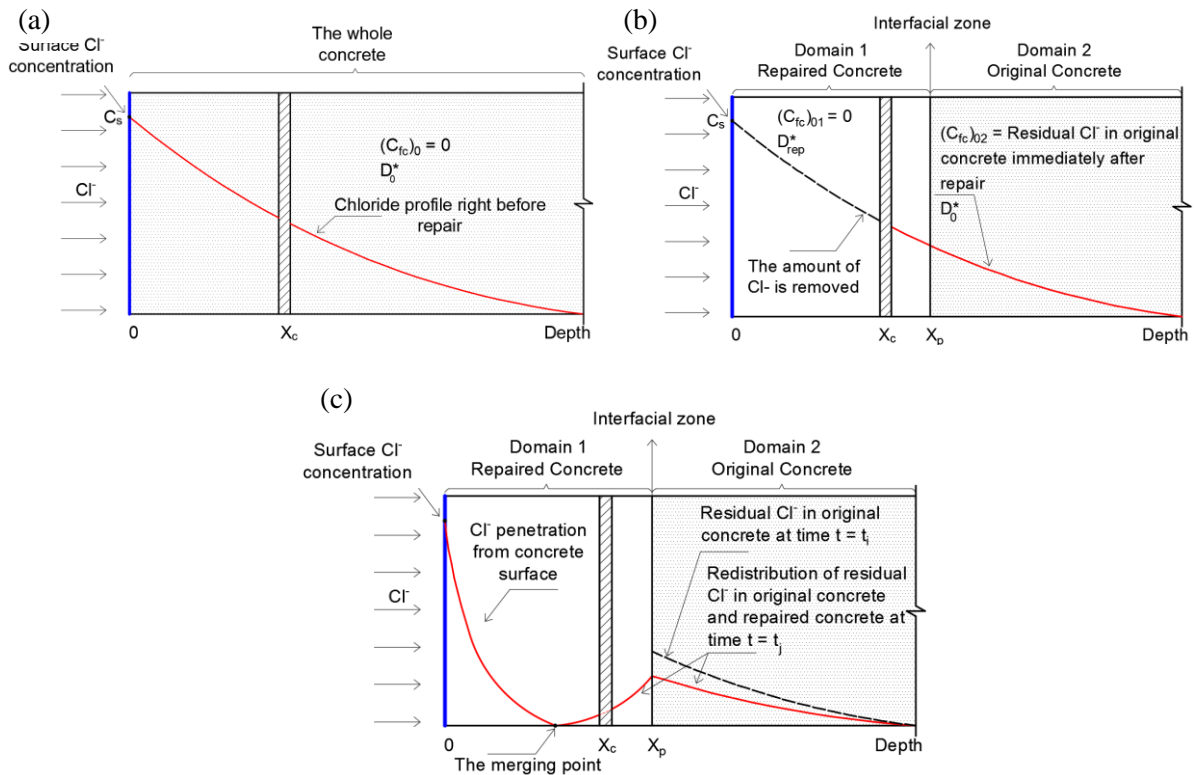 (a)
Surface Cl⁻
concentration
The whole
concrete
Cₛ
(C_fc)₀ = 0
D₀*
Cl⁻
Chloride profile right before
repair
0
X_c
Depth
(b)
Interfacial zone
Surface Cl⁻
concentration
Domain 1
Repaired Concrete
Domain 2
Original Concrete
Cₛ
(C_fc)₀₁ = 0
D*_rep
(C_fc)₀₂ = Residual Cl⁻ in original
concrete immediately after
repair
D₀*
Cl⁻
The amount of
Cl- is removed
0
X_c
X_p
Depth
(c)
Interfacial zone
Surface Cl⁻
concentration
Domain 1
Repaired Concrete
Domain 2
Original Concrete
Cl⁻ penetration
from concrete
surface
Residual Cl⁻ in original
concrete at time t = t_i
Redistribution of residual
Cl⁻ in original concrete
and repaired concrete at
time t = t_j
Cl⁻
0
X_c
X_p
Depth
The merging point